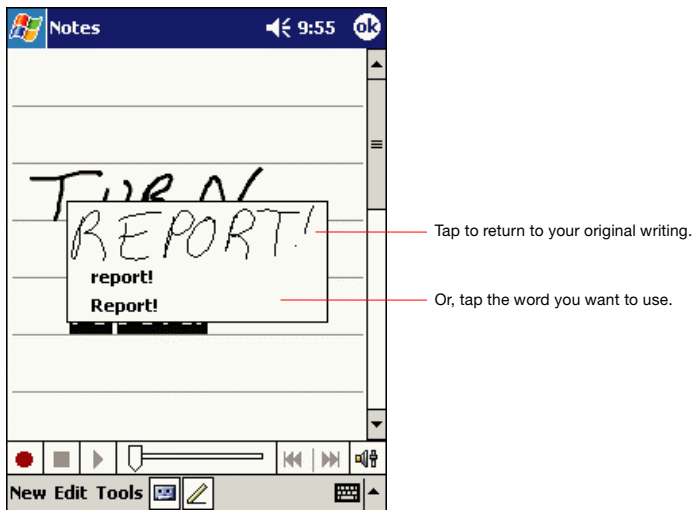 Notes 9:55 ok
TURN
REPORT!
report!
Report!
Tap to return to your original writing.
Or, tap the word you want to use.
New Edit Tools